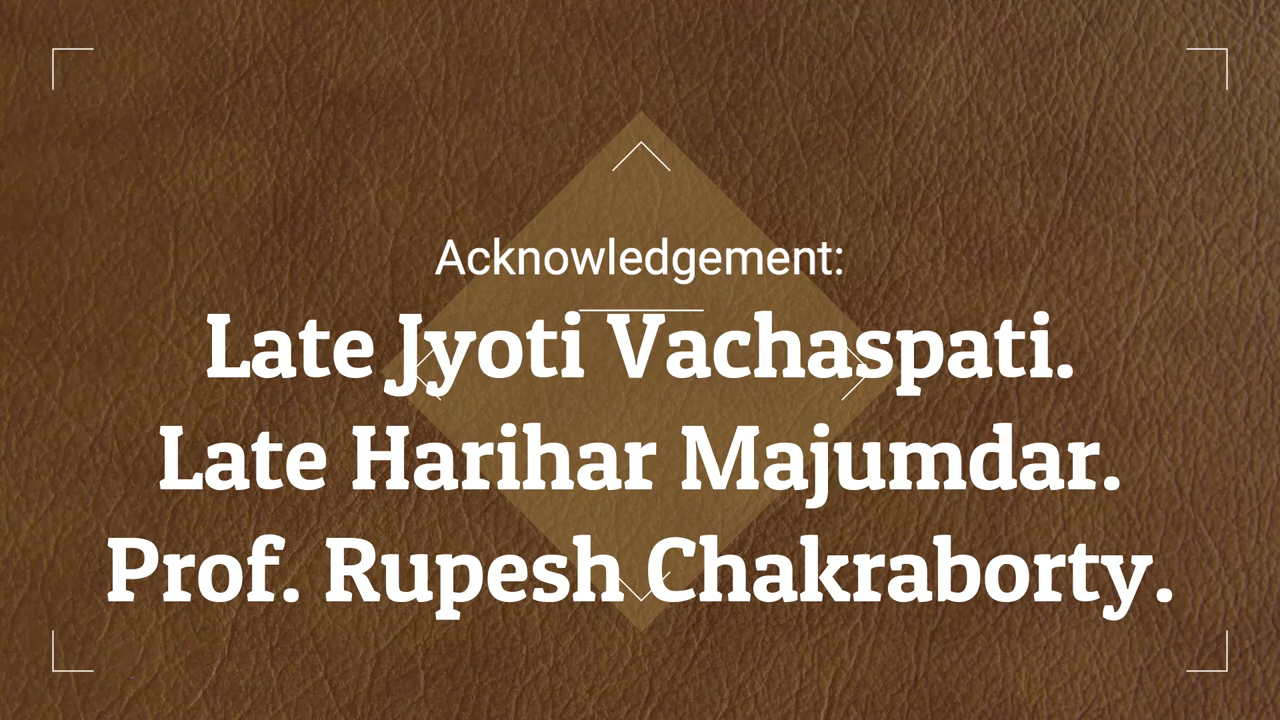 Acknowledgement:
Late Jyoti Vachaspati.
Late Harihar Majumdar.
Prof. Rupesh Chakraborty.